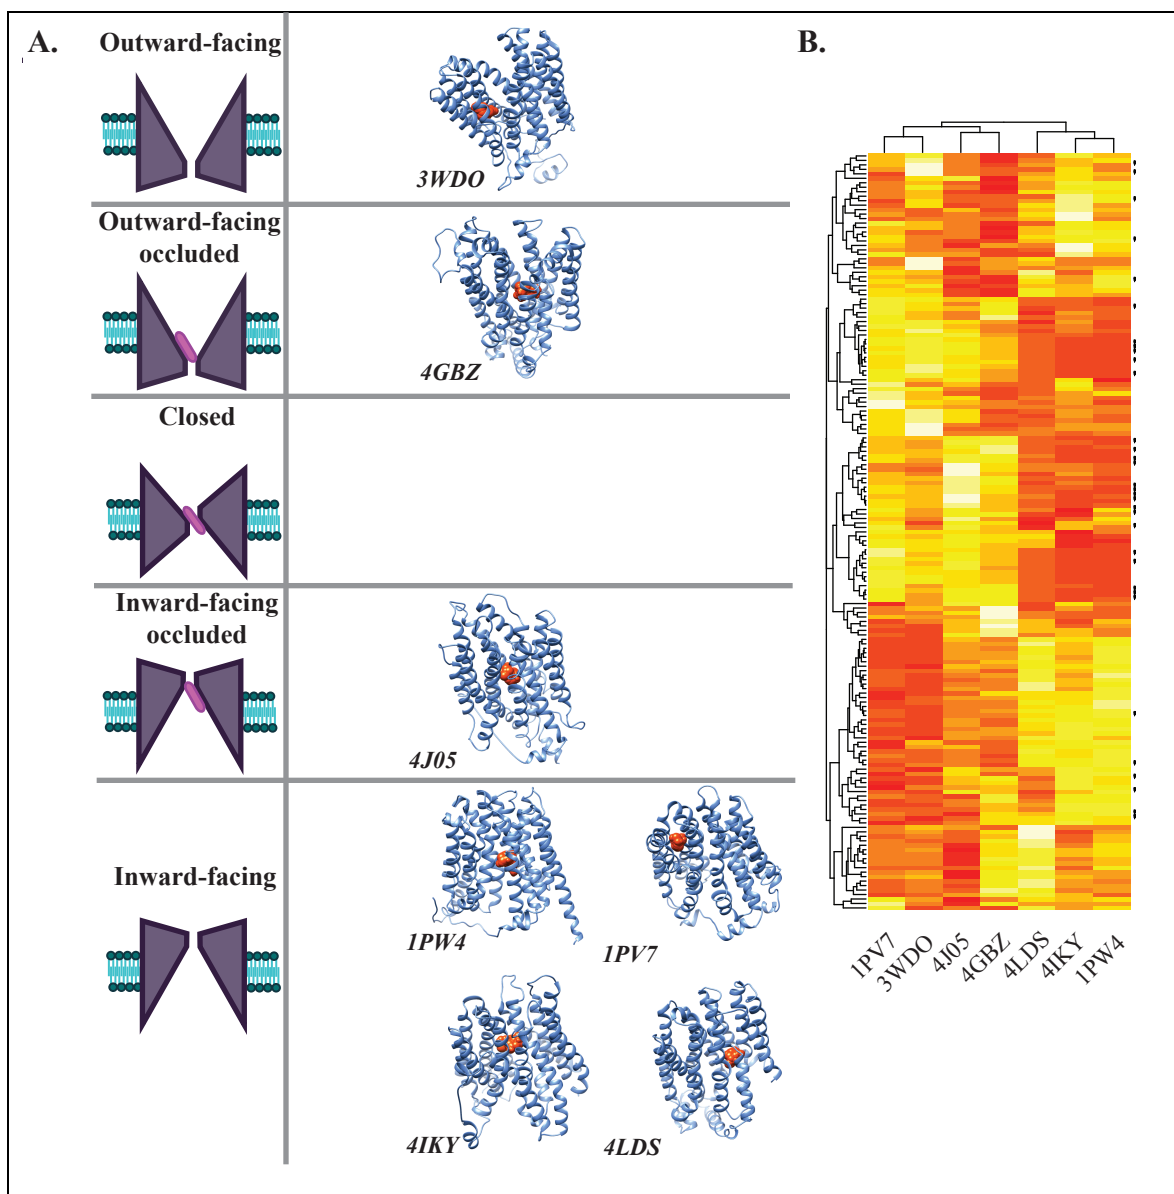 A.
Outward-facing
3WDO
Outward-facing
occluded
4GBZ
Closed
Inward-facing
occluded
4J05
Inward-facing
1PW4
1PV7
4IKY
4LDS
B.
1PV7
3WDO
4J05
4GBZ
4LDS
4IKY
1PW4